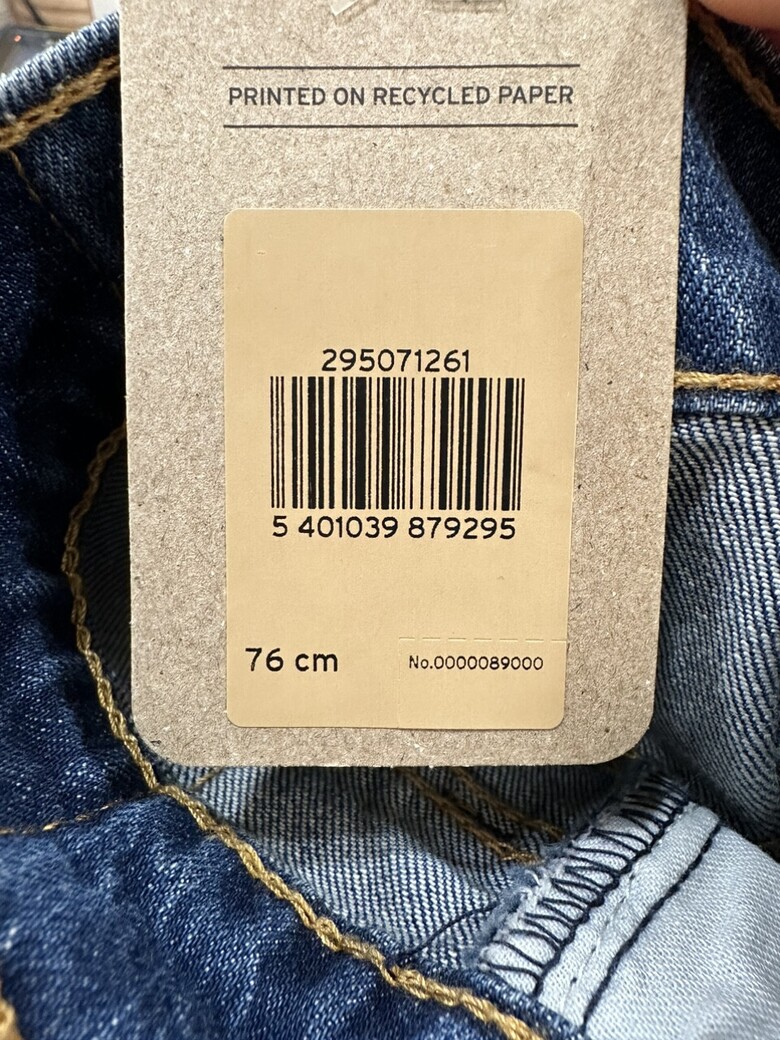 PRINTED ON RECYCLED PAPER
295071261
5 401039 879295
76 cm
No.0000089000